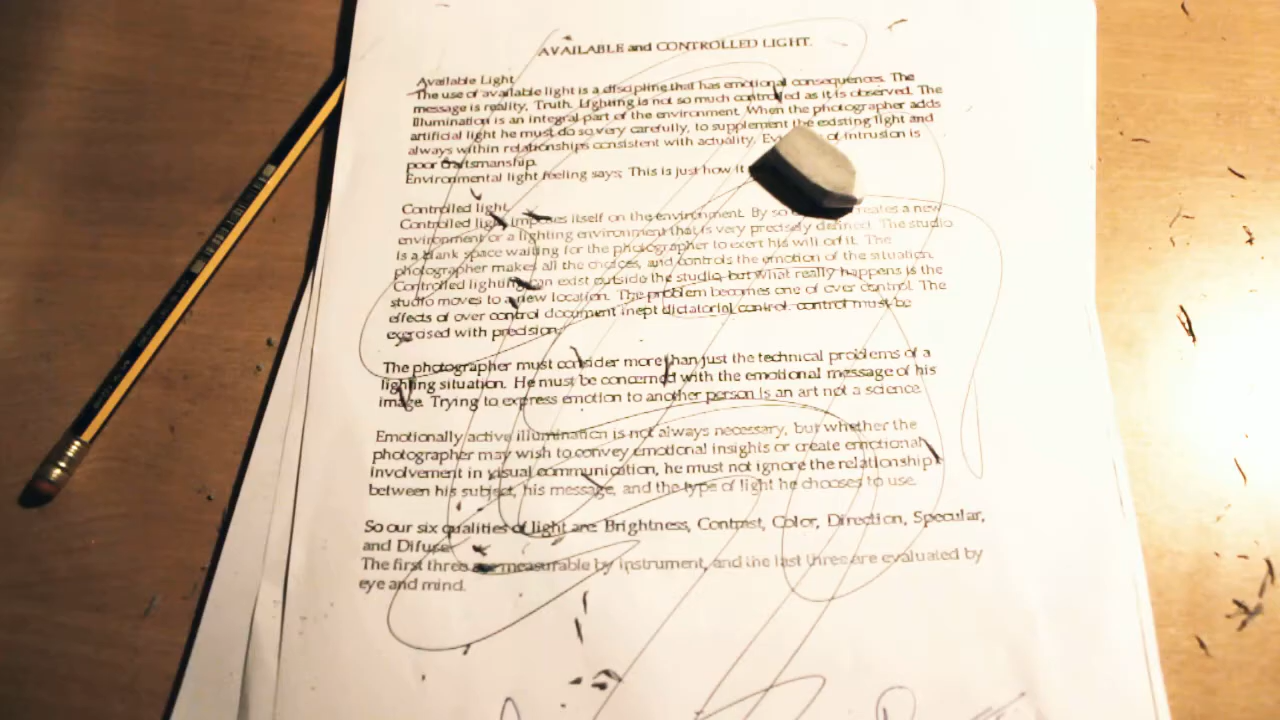 AVAILABLE and CONTROLLED LIGHT.
Available Light
The use of available light is a discipline that has emotional consequences. The
message is reality, Truth. Lighting is not so much controlled as it is observed. The
Illumination is an integral part of the environment. When the photographer adds
artificial light he must do so very carefully, to supplement the existing light and
always within relationships consistent with actuality. of intrusion is
poor craftsmanship.
Environmental light feeling says; This is just how it
Controlled light.
Controlled light imposes itself on the environment. By so creates a new
environment or a lighting environment that is very precisely defined. The studio
is a blank space waiting for the photographer to exert his will on it. The
photographer makes all the choices, and controls the emotion of the situation.
Controlled lighting can exist outside the studio, but what really happens is the
studio moves to a new location. The problem becomes one of over control. The
effects of over control document inept dictatorial control. control must be
exercised with precision.
The photographer must consider more than just the technical problems of a
lighting situation. He must be concerned with the emotional message of his
image. Trying to express emotion to another person is an art not a science.
Emotionally active illumination is not always necessary, but whether the
photographer may wish to convey emotional insights or create emotional
involvement in visual communication, he must not ignore the relationship
between his subject, his message, and the type of light he chooses to use.
So our six qualities of light are: Brightness, Contrast, Color, Direction, Specular,
and Difuse.
The first three are measurable by instrument, and the last three are evaluated by
eye and mind.